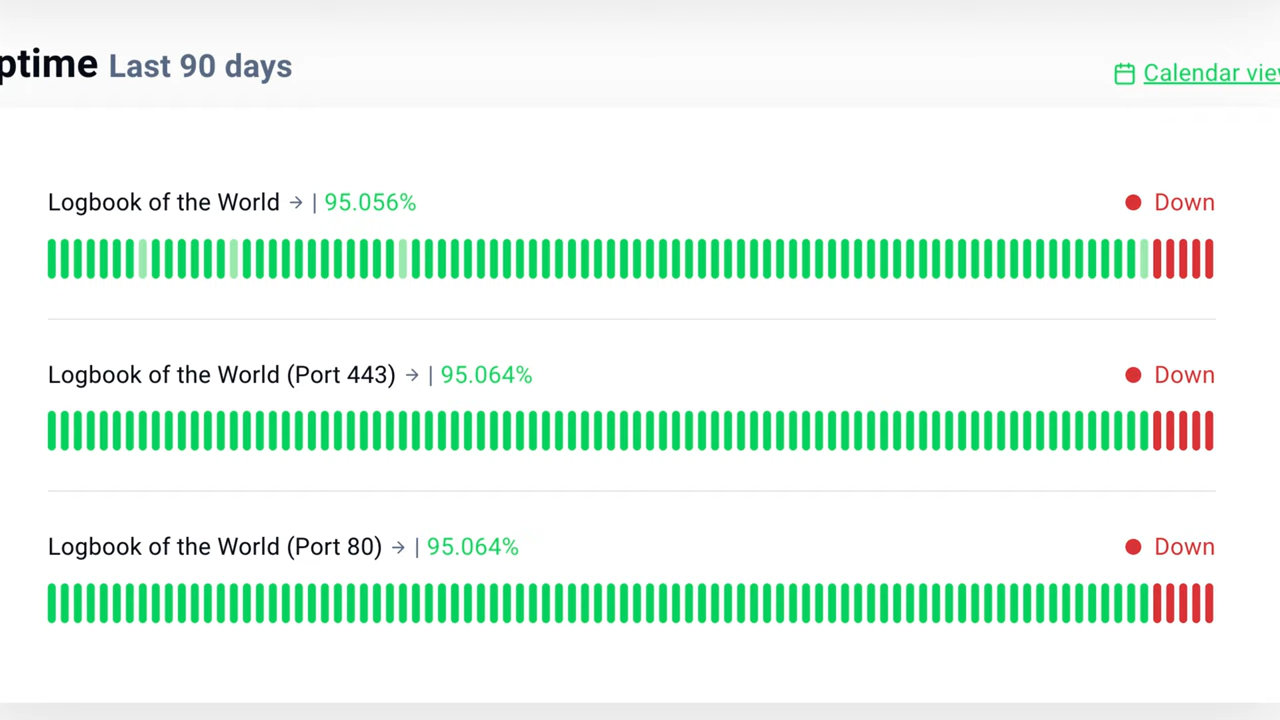 ptime Last 90 days
Calendar vie
Logbook of the World → | 95.056%
Down
Logbook of the World (Port 443) → | 95.064%
Down
Logbook of the World (Port 80) → | 95.064%
Down